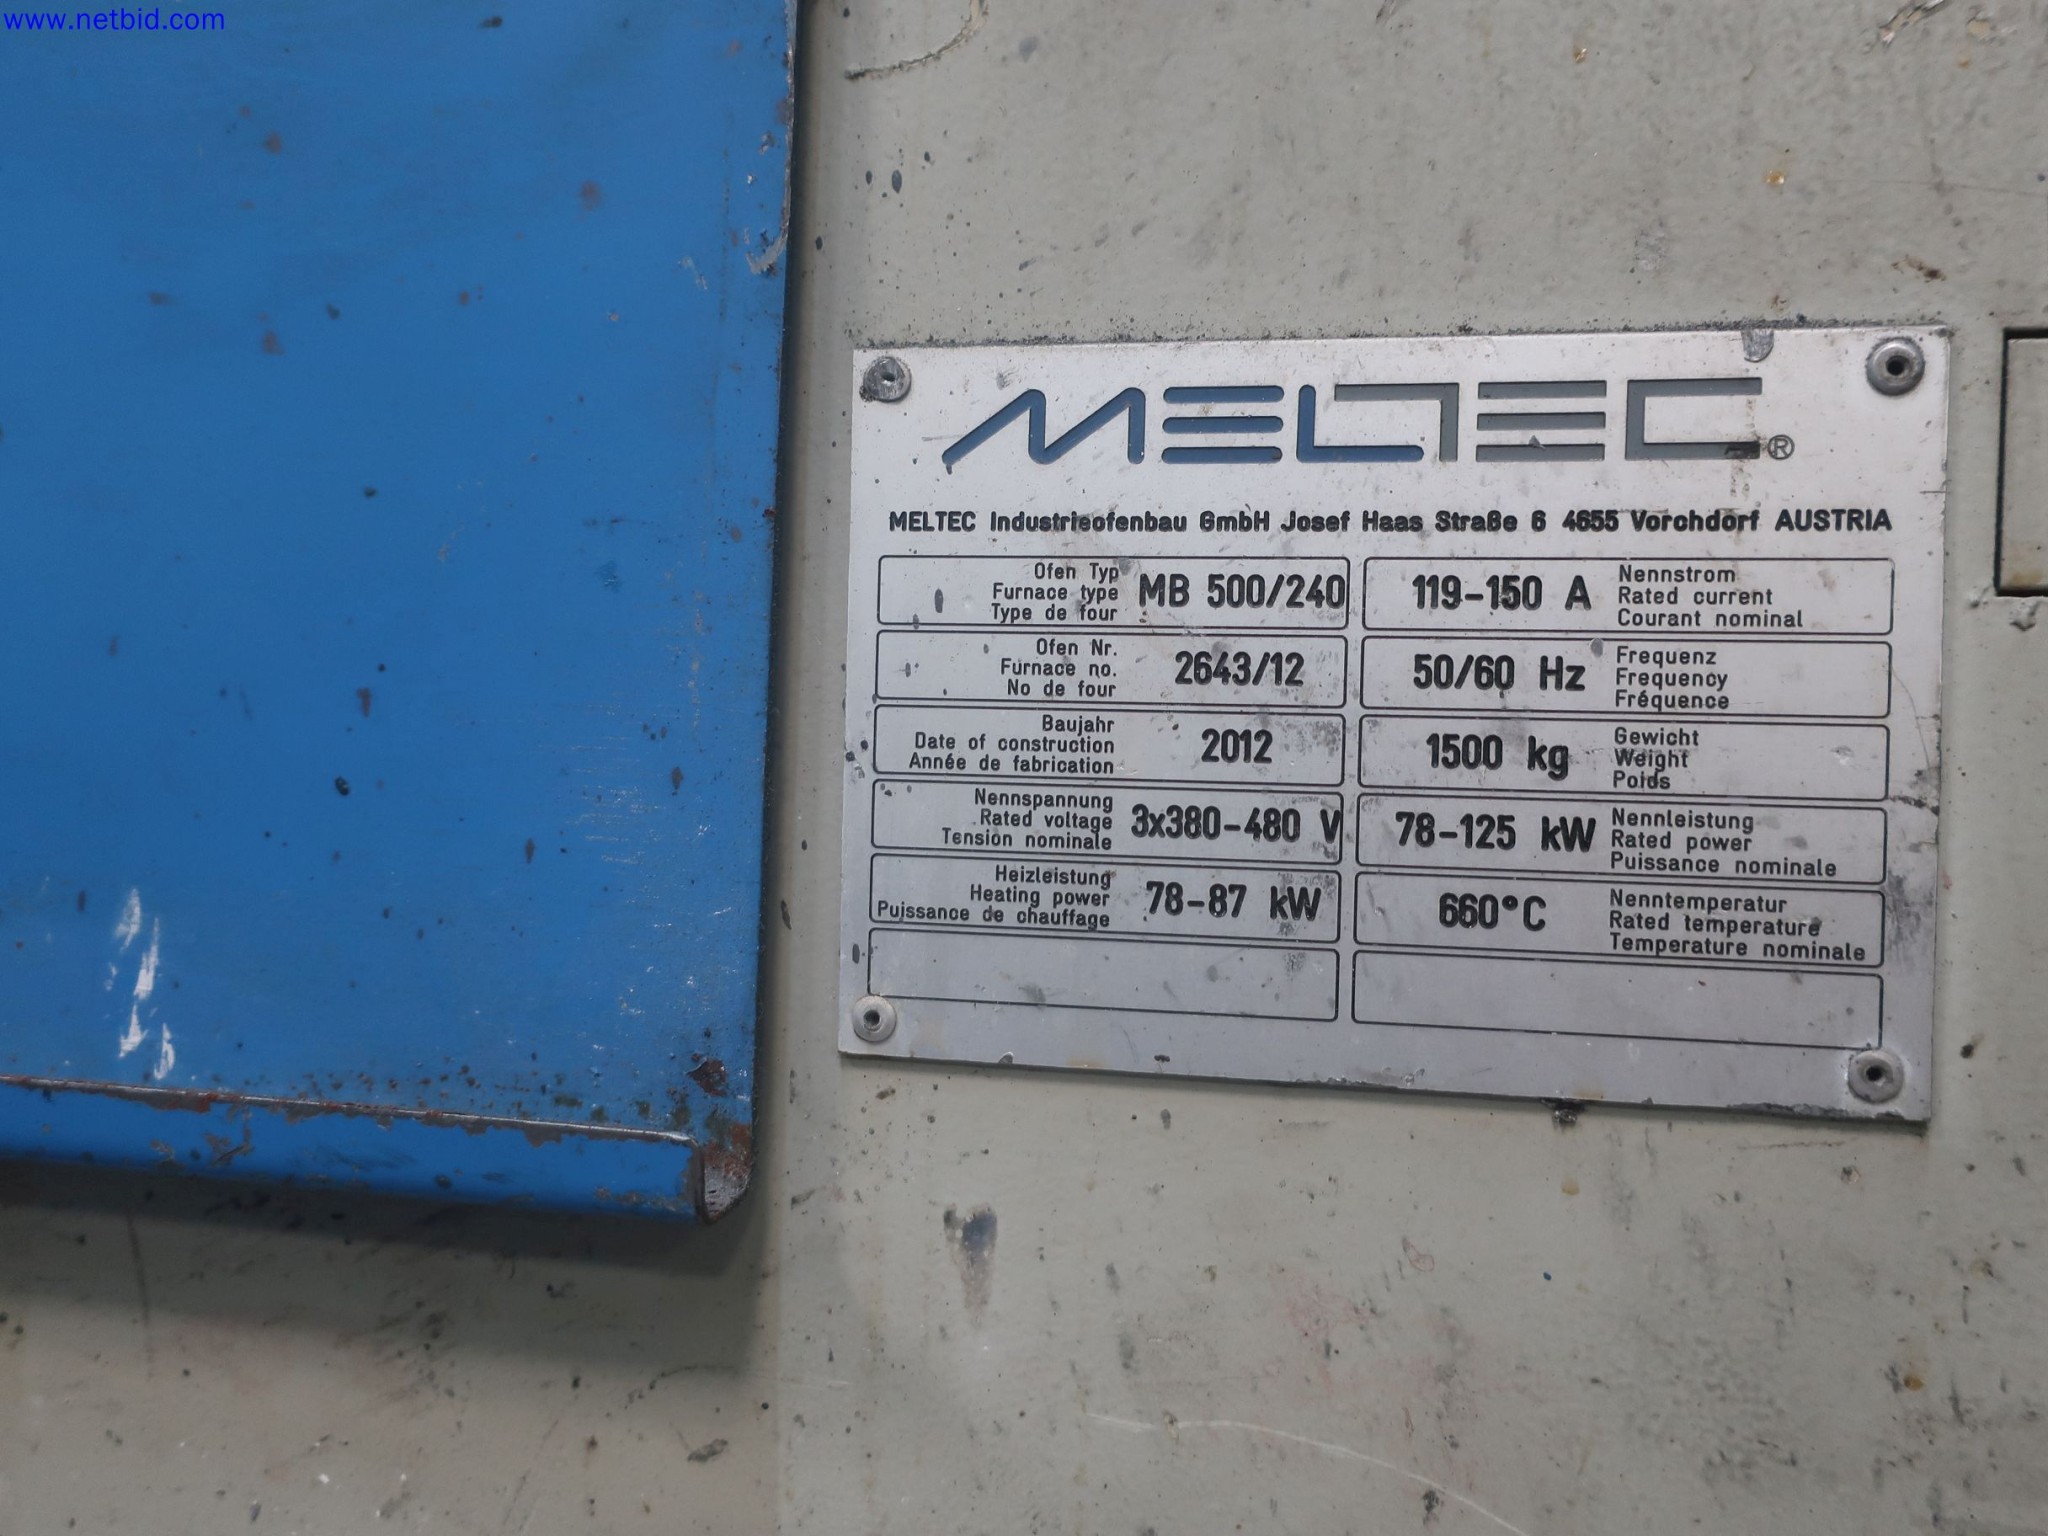 www.netbid.com
MELTEC®
MELTEC Industrieofenbau GmbH Josef Haas Straße 6 4655 Vorchdorf AUSTRIA
Ofen Typ
Furnace type
Type de four
MB 500/240
119-150 A
Nennstrom
Rated current
Courant nominal
Ofen Nr.
Furnace no.
No de four
2643/12
50/60 Hz
Frequenz
Frequency
Fréquence
Baujahr
Date of construction
Année de fabrication
2012
1500 kg
Gewicht
Weight
Poids
Nennspannung
Rated voltage
Tension nominale
3x380-480 V
78-125 kW
Nennleistung
Rated power
Puissance nominale
Heizleistung
Heating power
Puissance de chauffage
78-87 kW
660°C
Nenntemperatur
Rated temperature
Temperature nominale